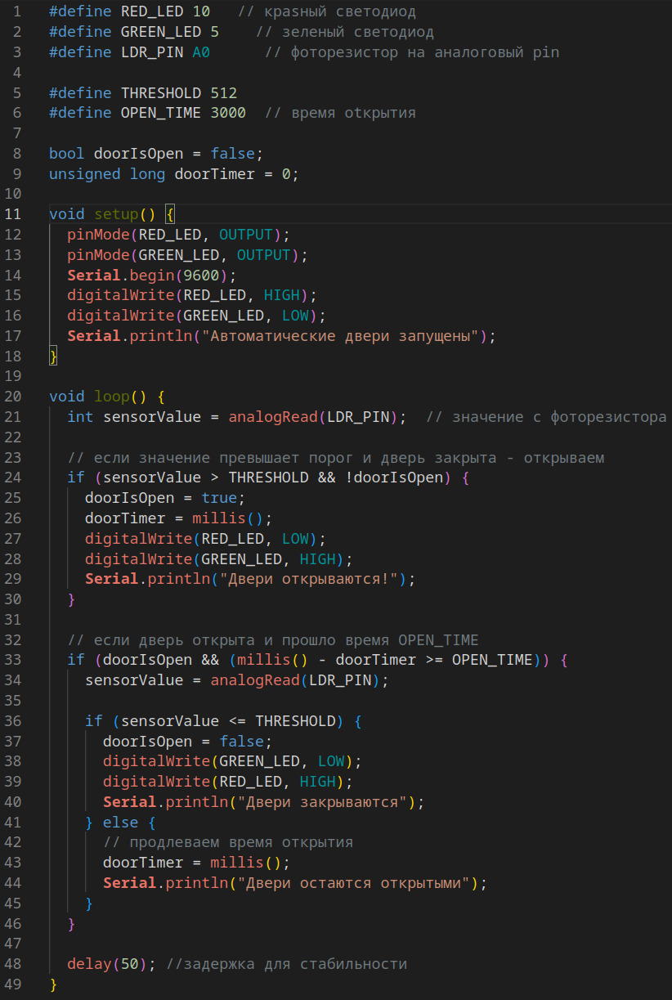 1 #define RED_LED 10 // красный светодиод
2 #define GREEN_LED 5 // зеленый светодиод
3 #define LDR_PIN A0 // фоторезистор на аналоговый pin
4
5 #define THRESHOLD 512
6 #define OPEN_TIME 3000 // время открытия
7
8 bool doorIsOpen = false;
9 unsigned long doorTimer = 0;
10
11 void setup() {
12 pinMode(RED_LED, OUTPUT);
13 pinMode(GREEN_LED, OUTPUT);
14 Serial.begin(9600);
15 digitalWrite(RED_LED, HIGH);
16 digitalWrite(GREEN_LED, LOW);
17 Serial.println("Автоматические двери запущены");
18 }
19
20 void loop() {
21 int sensorValue = analogRead(LDR_PIN); // значение с фоторезистора
22
23 // если значение превышает порог и дверь закрыта - открываем
24 if (sensorValue > THRESHOLD && !doorIsOpen) {
25 doorIsOpen = true;
26 doorTimer = millis();
27 digitalWrite(RED_LED, LOW);
28 digitalWrite(GREEN_LED, HIGH);
29 Serial.println("Двери открываются!");
30 }
31
32 // если дверь открыта и прошло время OPEN_TIME
33 if (doorIsOpen && (millis() - doorTimer >= OPEN_TIME)) {
34 sensorValue = analogRead(LDR_PIN);
35
36 if (sensorValue <= THRESHOLD) {
37 doorIsOpen = false;
38 digitalWrite(GREEN_LED, LOW);
39 digitalWrite(RED_LED, HIGH);
40 Serial.println("Двери закрываются");
41 } else {
42 // продлеваем время открытия
43 doorTimer = millis();
44 Serial.println("Двери остаются открытыми");
45 }
46 }
47
48 delay(50); //задержка для стабильности
49 }